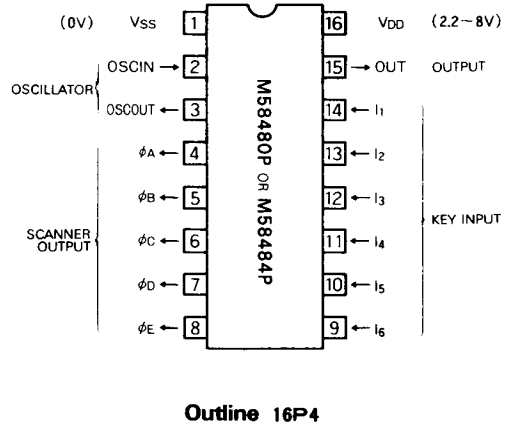 (0V) VSS 1 16 VDD (2.2~8V)
OSCILLATOR
OSCIN → 2 15 → OUT OUTPUT
OSCOUT ← 3 14 ← I1
SCANNER
OUTPUT
φA ← 4 13 ← I2
φB ← 5 12 ← I3
φC ← 6 11 ← I4
φD ← 7 10 ← I5
φE ← 8 9 ← I6
KEY INPUT
M58480P OR M58484P
Outline 16P4